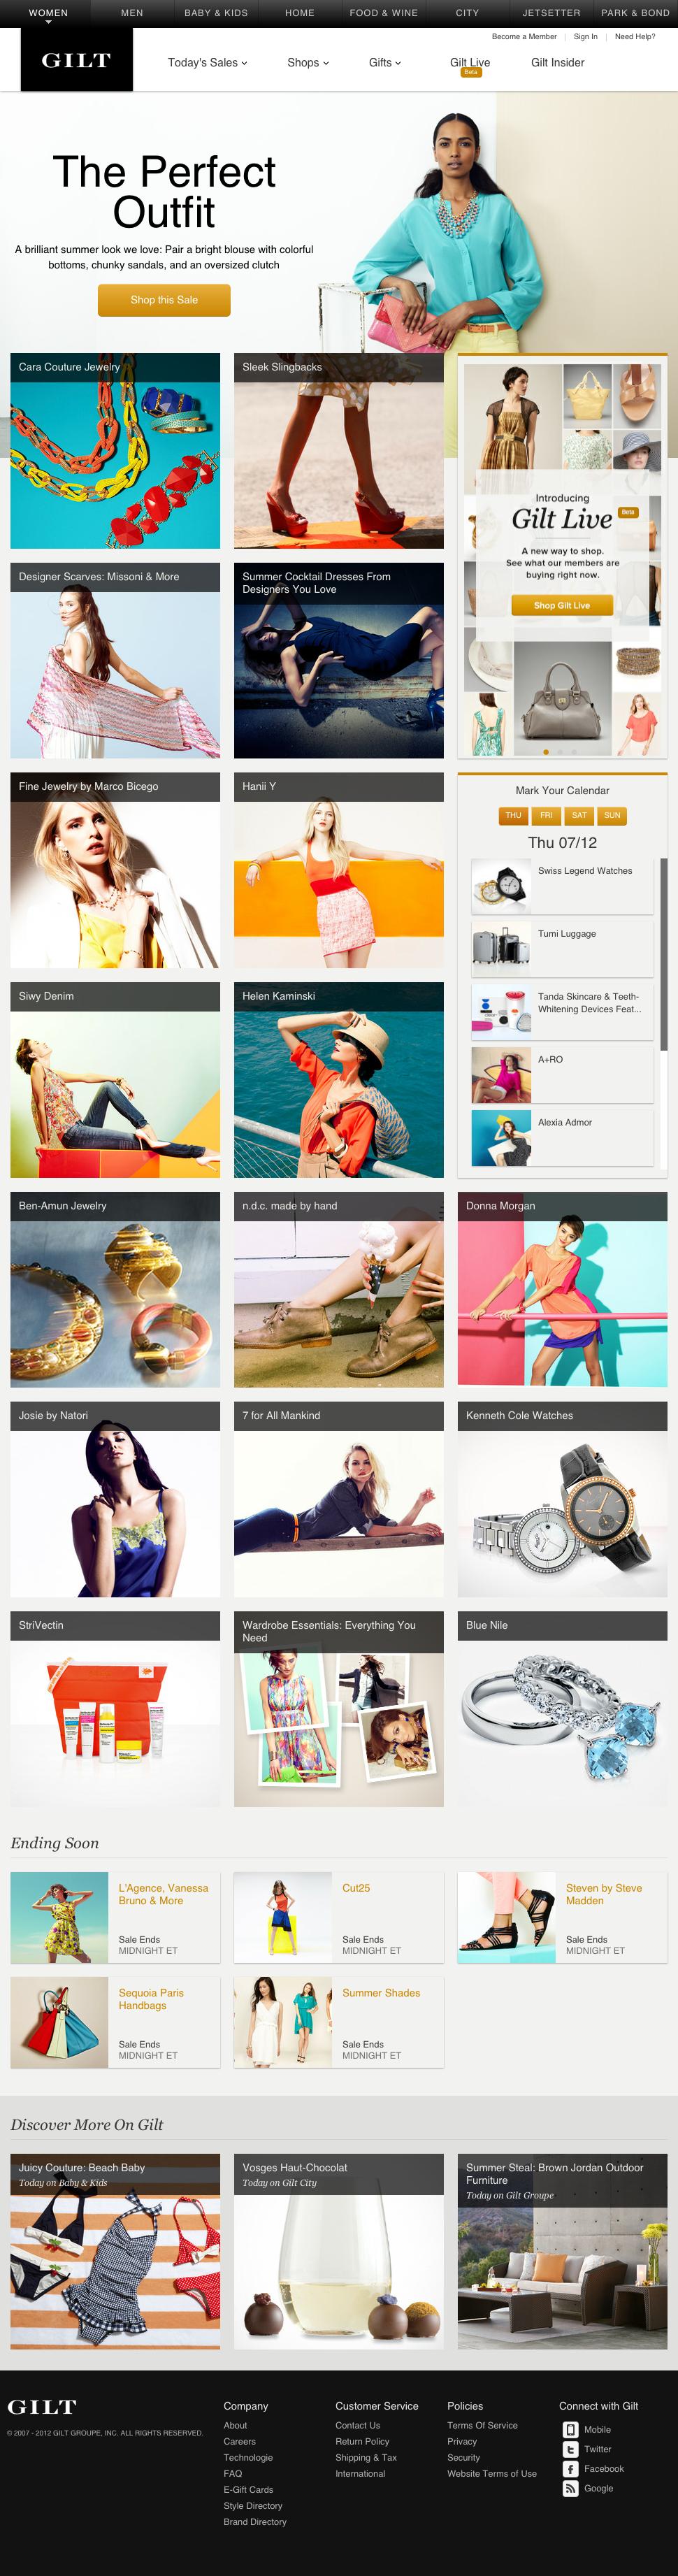 WOMEN
MEN
BABY & KIDS
HOME
FOOD & WINE
CITY
JETSETTER
PARK & BOND
Become a Member
Sign In
Need Help?
GILT
Today's Sales
Shops
Gifts
Gilt Live
Beta
Gilt Insider
The Perfect
Outfit
A brilliant summer look we love: Pair a bright blouse with colorful
bottoms, chunky sandals, and an oversized clutch
Shop this Sale
Cara Couture Jewelry
Sleek Slingbacks
Introducing
Gilt Live
Beta
A new way to shop.
See what our members are
buying right now.
Shop Gilt Live
Designer Scarves: Missoni & More
Summer Cocktail Dresses From
Designers You Love
Fine Jewelry by Marco Bicego
Hanii Y
Mark Your Calendar
THU
FRI
SAT
SUN
Thu 07/12
Swiss Legend Watches
Tumi Luggage
Tanda Skincare & Teeth-
Whitening Devices Feat...
A+RO
Alexia Admor
Siwy Denim
Helen Kaminski
Ben-Amun Jewelry
n.d.c. made by hand
Donna Morgan
Josie by Natori
7 for All Mankind
Kenneth Cole Watches
StriVectin
Wardrobe Essentials: Everything You
Need
Blue Nile
Ending Soon
L'Agence, Vanessa
Bruno & More
Sale Ends
MIDNIGHT ET
Cut25
Sale Ends
MIDNIGHT ET
Steven by Steve
Madden
Sale Ends
MIDNIGHT ET
Sequoia Paris
Handbags
Sale Ends
MIDNIGHT ET
Summer Shades
Sale Ends
MIDNIGHT ET
Discover More On Gilt
Juicy Couture: Beach Baby
Today on Baby & Kids
Vosges Haut-Chocolat
Today on Gilt City
Summer Steal: Brown Jordan Outdoor
Furniture
Today on Gilt Groupe
GILT
© 2007 - 2012 GILT GROUPE, INC. ALL RIGHTS RESERVED.
Company
About
Careers
Technologie
FAQ
E-Gift Cards
Style Directory
Brand Directory
Customer Service
Contact Us
Return Policy
Shipping & Tax
International
Policies
Terms Of Service
Privacy
Security
Website Terms of Use
Connect with Gilt
Mobile
Twitter
Facebook
Google